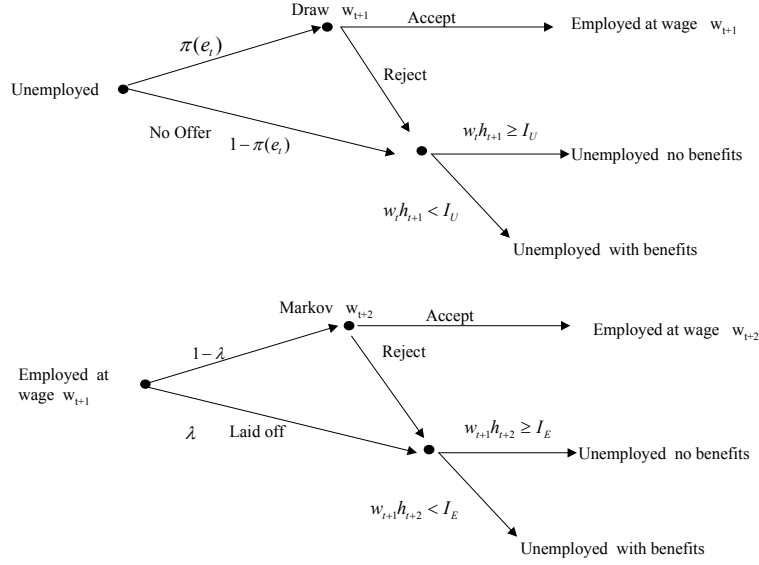 Draw w_{t+1}
Accept
Employed at wage w_{t+1}
π(e_t)
Reject
Unemployed
No Offer
1−π(e_t)
w_t h_{t+1} ≥ I_U
Unemployed no benefits
w_t h_{t+1} < I_U
Unemployed with benefits
Markov w_{t+2}
Accept
Employed at wage w_{t+2}
1−λ
Reject
Employed at
wage w_{t+1}
λ
Laid off
w_{t+1} h_{t+2} ≥ I_E
Unemployed no benefits
w_{t+1} h_{t+2} < I_E
Unemployed with benefits